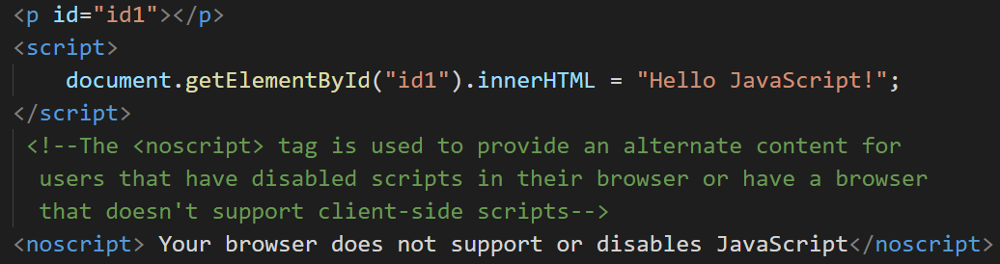 <p id="id1"></p>
<script>
document.getElementById("id1").innerHTML = "Hello JavaScript!";
</script>
<!--The <noscript> tag is used to provide an alternate content for
users that have disabled scripts in their browser or have a browser
that doesn't support client-side scripts-->
<noscript> Your browser does not support or disables JavaScript</noscript>